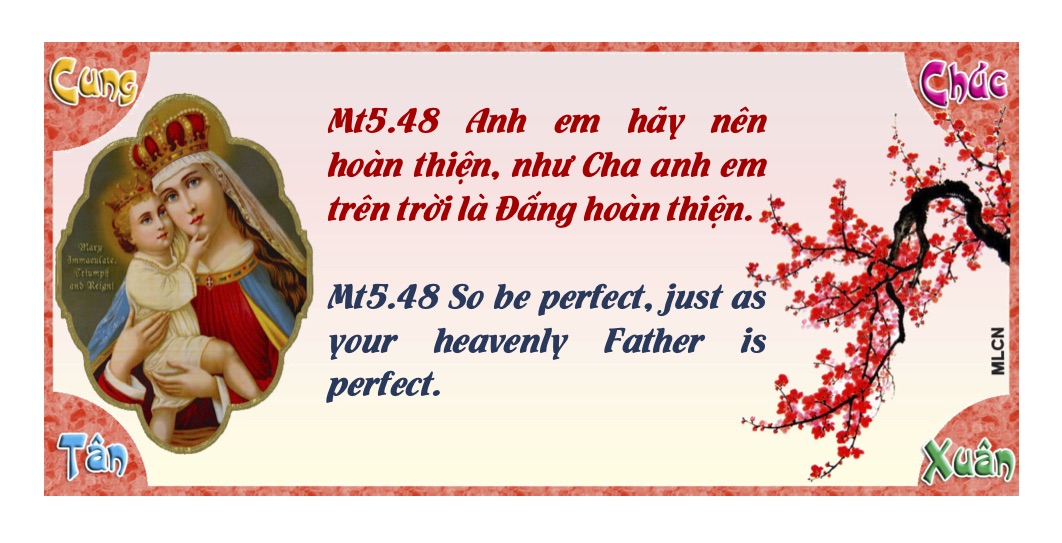 Cung
Chúc
Mt5.48 Anh em hãy nên
hoàn thiện, như Cha anh em
trên trời là Đấng hoàn thiện.
Mary
Immaculate,
Triumph
and Reign!
Mt5.48 So be perfect, just as
your heavenly Father is
perfect.
MLCN
Tân
Xuân